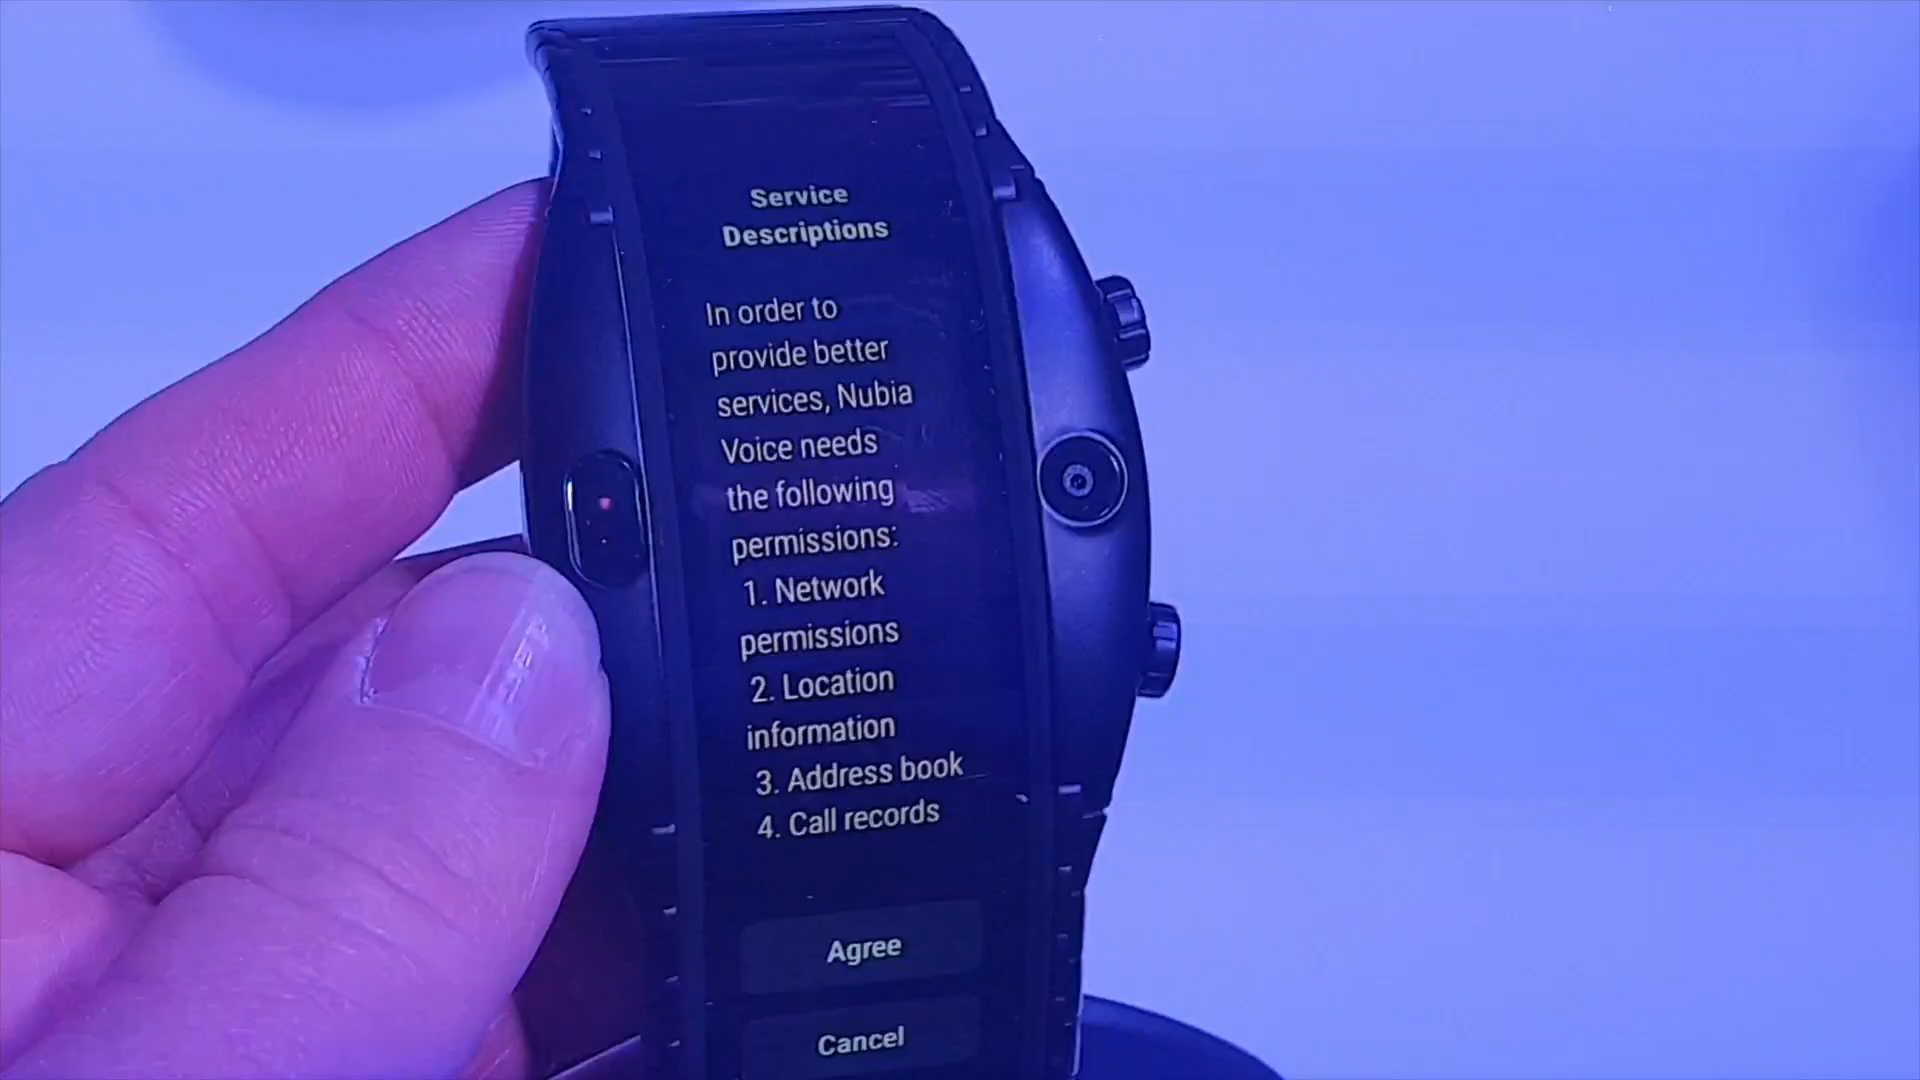 Service
Descriptions
In order to
provide better
services, Nubia
Voice needs
the following
permissions:
1. Network
permissions
2. Location
information
3. Address book
4. Call records
Agree
Cancel